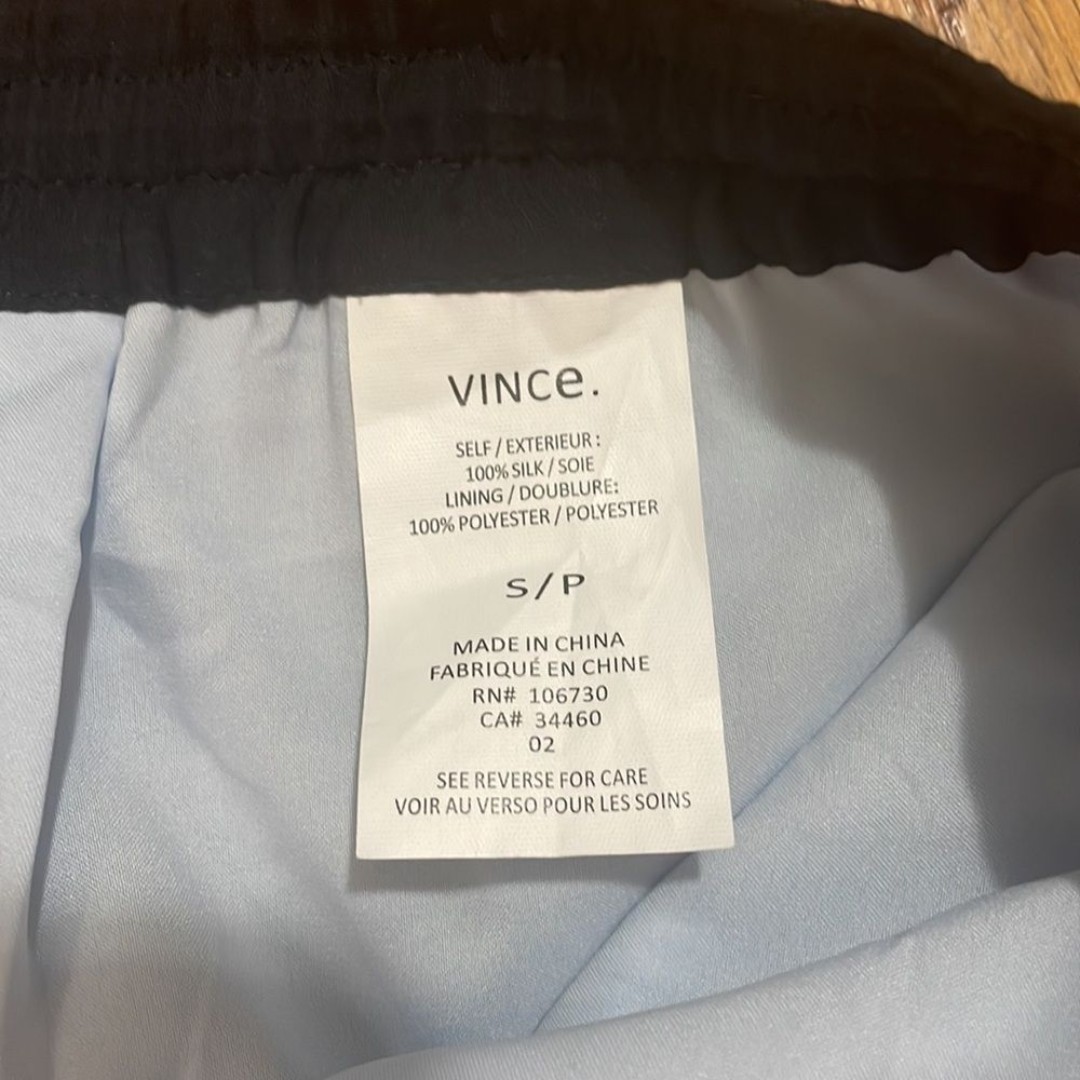 VINCe.
SELF / EXTERIEUR :
100% SILK / SOIE
LINING / DOUBLURE:
100% POLYESTER / POLYESTER
S / P
MADE IN CHINA
FABRIQUÉ EN CHINE
RN# 106730
CA# 34460
02
SEE REVERSE FOR CARE
VOIR AU VERSO POUR LES SOINS